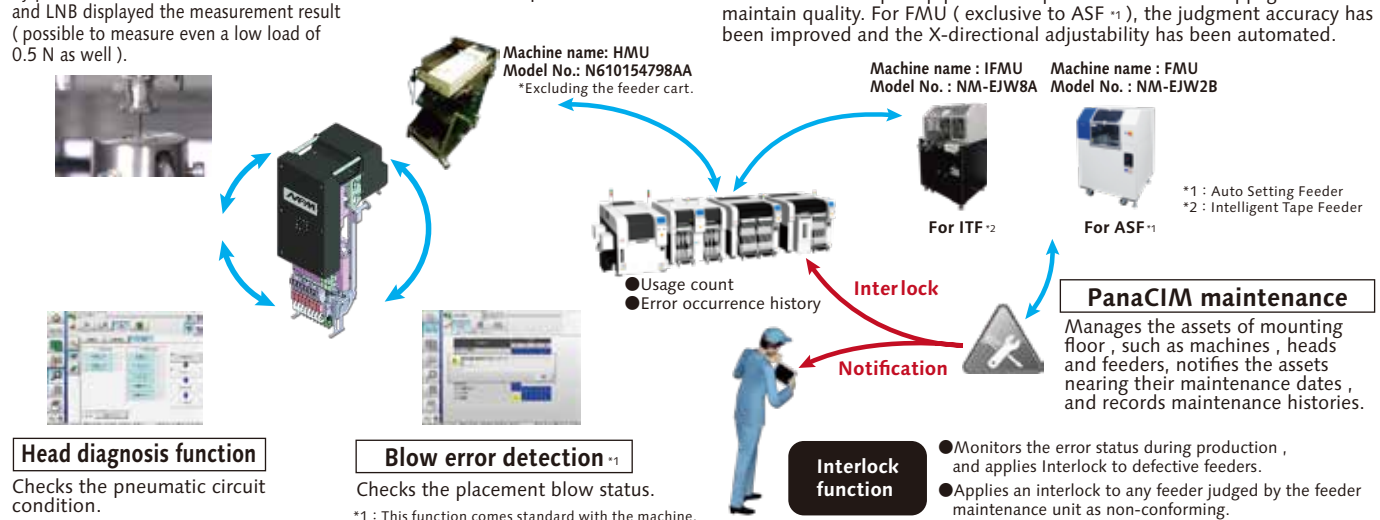 and LNB displayed the measurement result
( possible to measure even a low load of
0.5 N as well ).
maintain quality. For FMU ( exclusive to ASF *1 ), the judgment accuracy has
been improved and the X-directional adjustability has been automated.
Machine name: HMU
Model No.: N610154798AA
*Excluding the feeder cart.
Machine name : IFMU
Model No. : NM-EJW8A
Machine name : FMU
Model No. : NM-EJW2B
For ITF *2
For ASF *1
*1 : Auto Setting Feeder
*2 : Intelligent Tape Feeder
●Usage count
●Error occurrence history
Interlock
Notification
PanaCIM maintenance
Manages the assets of mounting
floor , such as machines , heads
and feeders, notifies the assets
nearing their maintenance dates ,
and records maintenance histories.
Head diagnosis function
Checks the pneumatic circuit
condition.
Blow error detection *1
Checks the placement blow status.
*1 : This function comes standard with the machine.
Interlock
function
●Monitors the error status during production ,
and applies Interlock to defective feeders.
●Applies an interlock to any feeder judged by the feeder
maintenance unit as non-conforming.